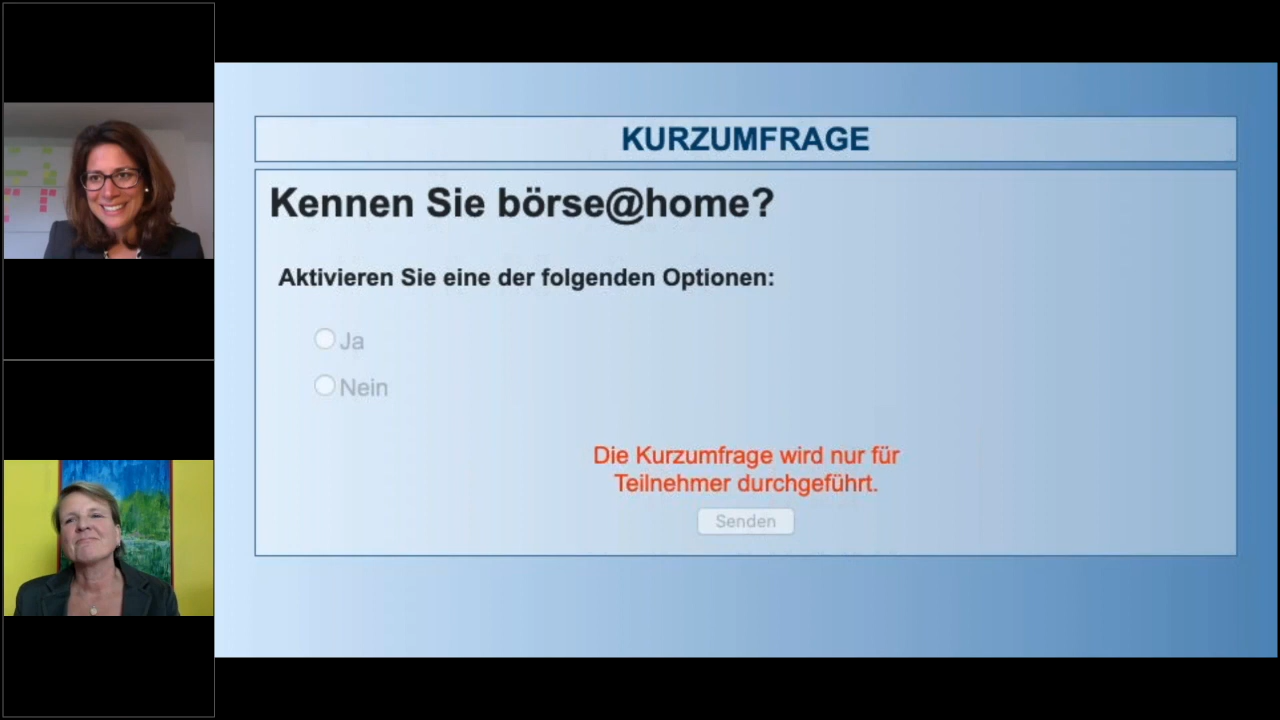 KURZUMFRAGE
Kennen Sie börse@home?
Aktivieren Sie eine der folgenden Optionen:
Ja
Nein
Die Kurzumfrage wird nur für
Teilnehmer durchgeführt.
Senden